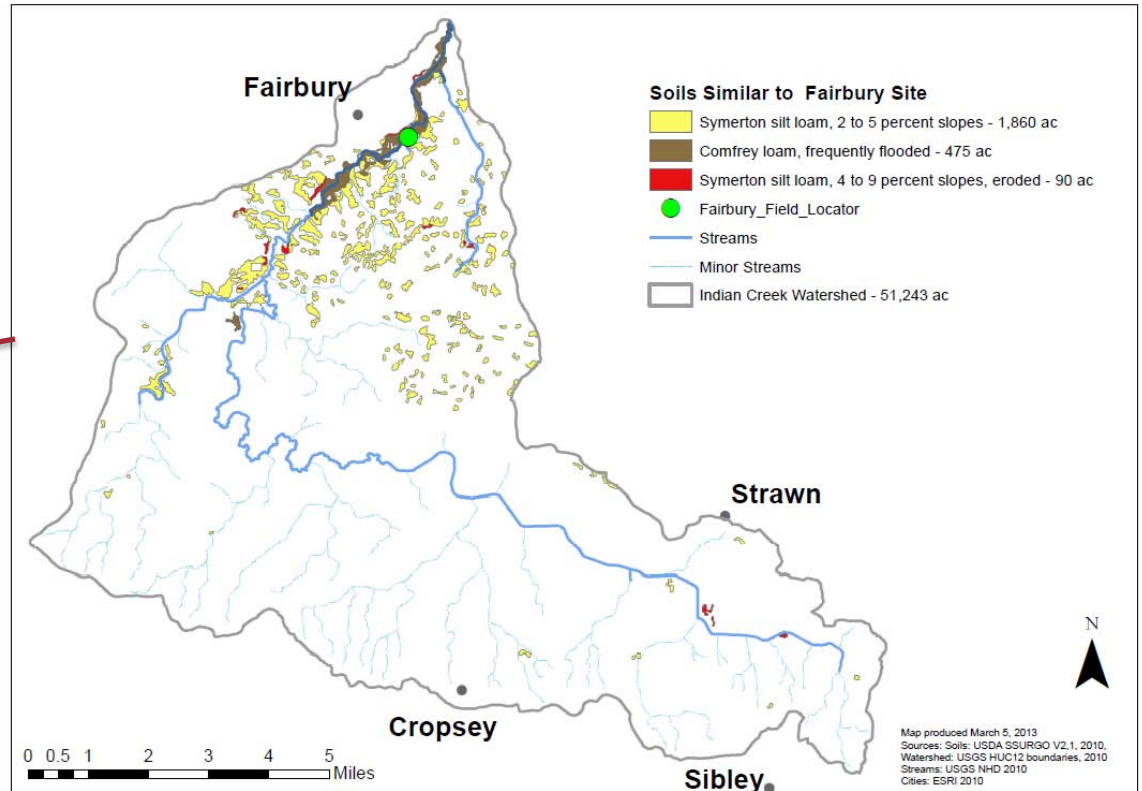 Fairbury
Soils Similar to Fairbury Site
Symerton silt loam, 2 to 5 percent slopes - 1,860 ac
Comfrey loam, frequently flooded - 475 ac
Symerton silt loam, 4 to 9 percent slopes, eroded - 90 ac
Fairbury_Field_Locator
Streams
Minor Streams
Indian Creek Watershed - 51,243 ac
Strawn
N
Cropsey
Sibley
0 0.5 1 2 3 4 5
Miles
Map produced March 5, 2013
Sources: Soils: USDA SSURGO V2,1, 2010,
Watershed: USGS HUC12 boundaries, 2010
Streams: USGS NHD 2010
Cities: ESRI 2010